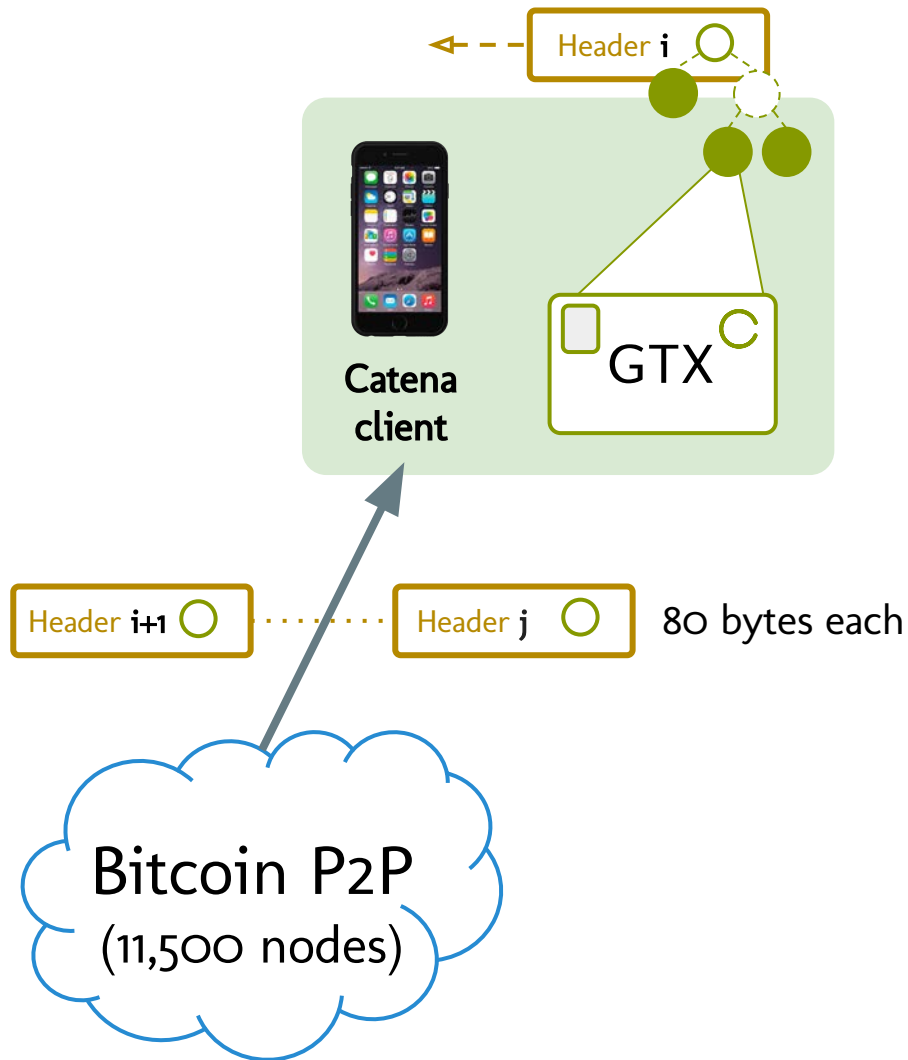 Header i
Catena
client
GTX
Header i+1
Header j
80 bytes each
Bitcoin P2P
(11,500 nodes)